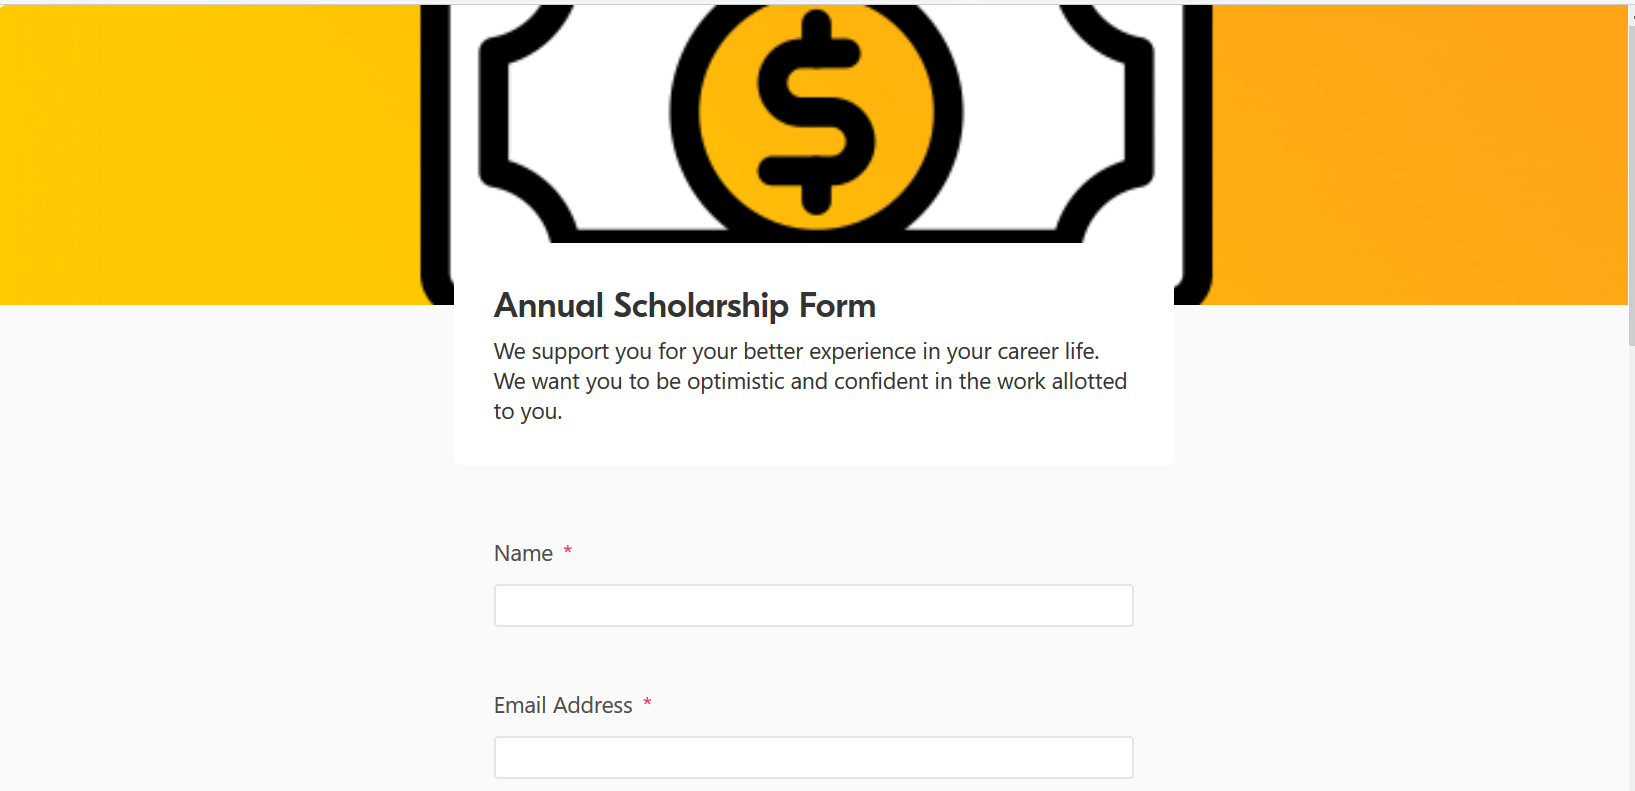 Annual Scholarship Form
We support you for your better experience in your career life.
We want you to be optimistic and confident in the work allotted
to you.
Name *
Email Address *